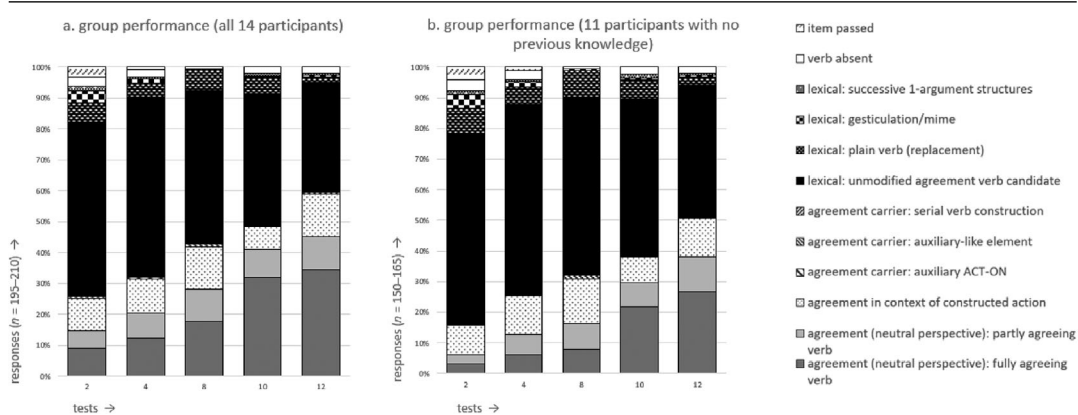 a. group performance (all 14 participants)
100%
90%
80%
70%
60%
50%
40%
30%
20%
10%
0%
responses (n = 195–210) →
2 4 8 10 12
tests →
b. group performance (11 participants with no
previous knowledge)
100%
90%
80%
70%
60%
50%
40%
30%
20%
10%
0%
responses (n = 150–165) →
2 4 8 10 12
tests →
item passed
verb absent
lexical: successive 1-argument structures
lexical: gesticulation/mime
lexical: plain verb (replacement)
lexical: unmodified agreement verb candidate
agreement carrier: serial verb construction
agreement carrier: auxiliary-like element
agreement carrier: auxiliary ACT-ON
agreement in context of constructed action
agreement (neutral perspective): partly agreeing
verb
agreement (neutral perspective): fully agreeing
verb